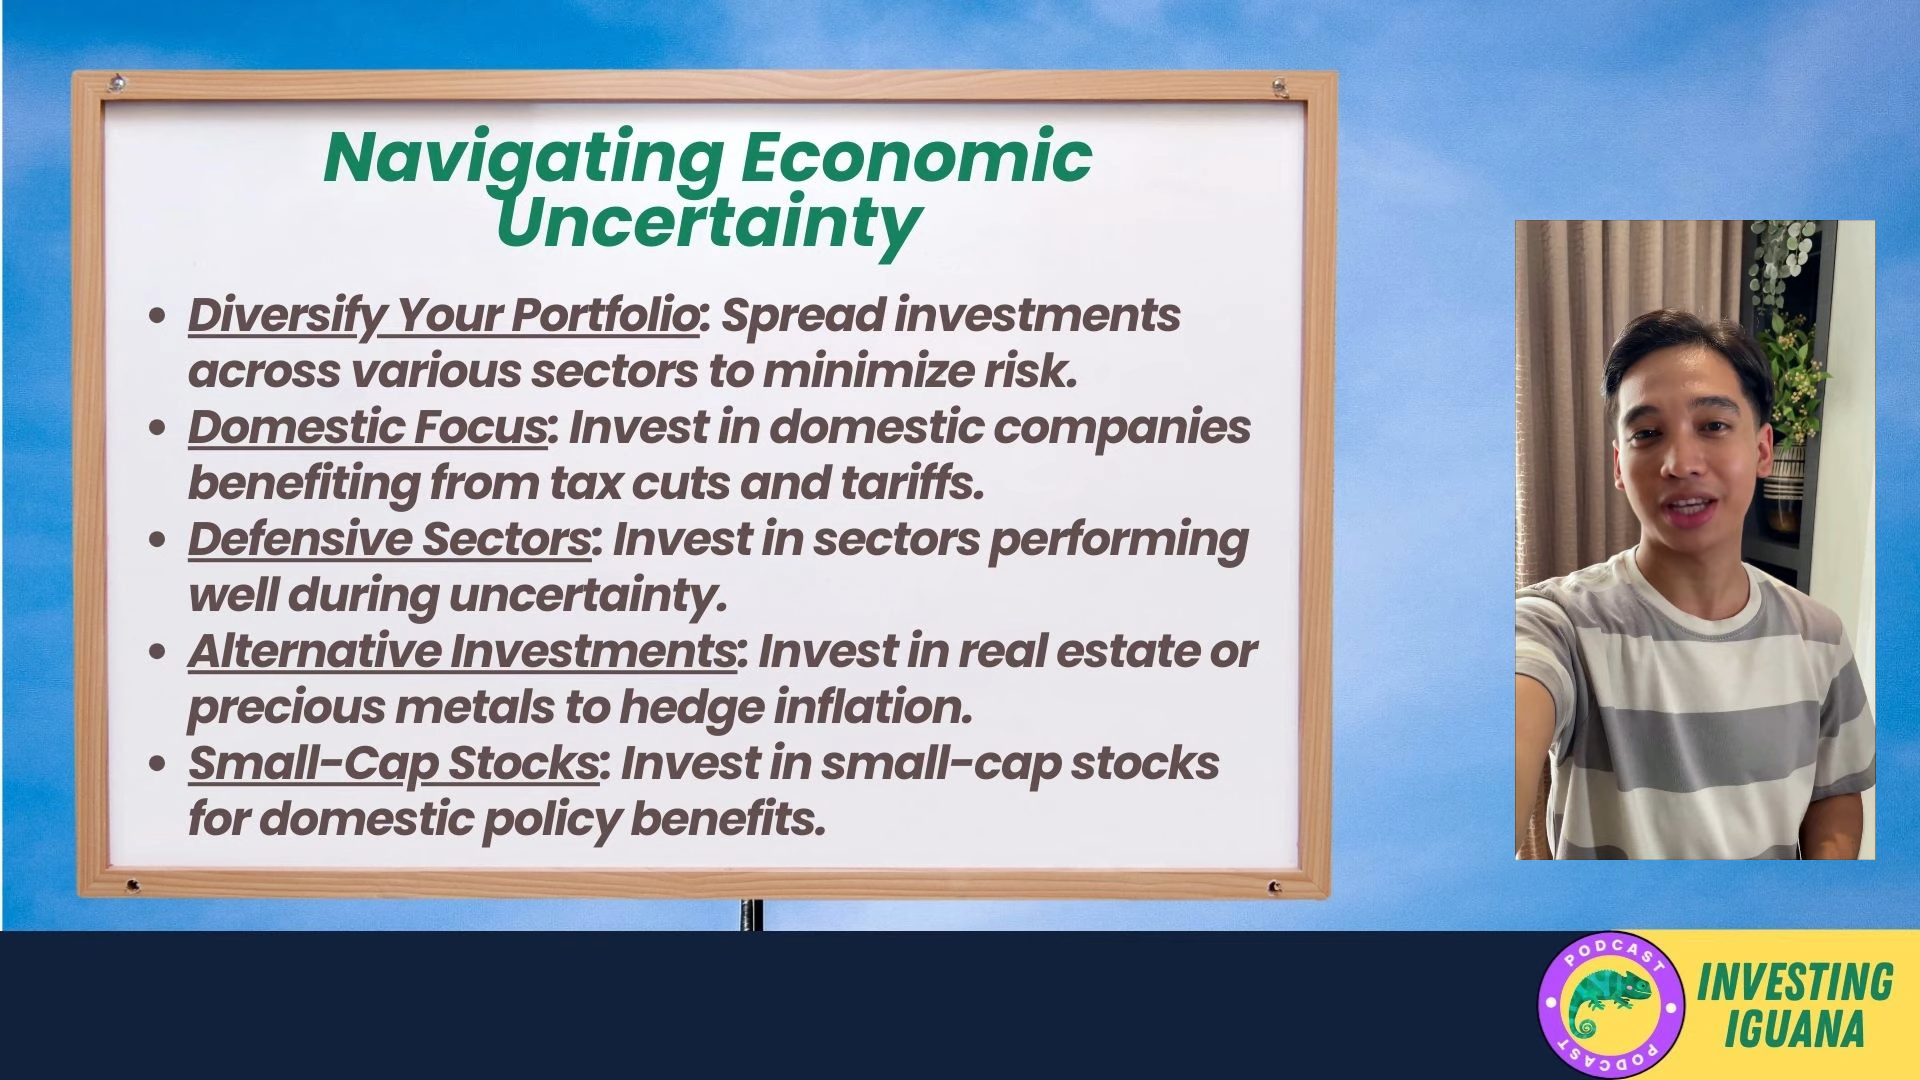 Navigating Economic
Uncertainty
• Diversify Your Portfolio: Spread investments
across various sectors to minimize risk.
• Domestic Focus: Invest in domestic companies
benefiting from tax cuts and tariffs.
• Defensive Sectors: Invest in sectors performing
well during uncertainty.
• Alternative Investments: Invest in real estate or
precious metals to hedge inflation.
• Small-Cap Stocks: Invest in small-cap stocks
for domestic policy benefits.
PODCAST
PODCAST
INVESTING
IGUANA